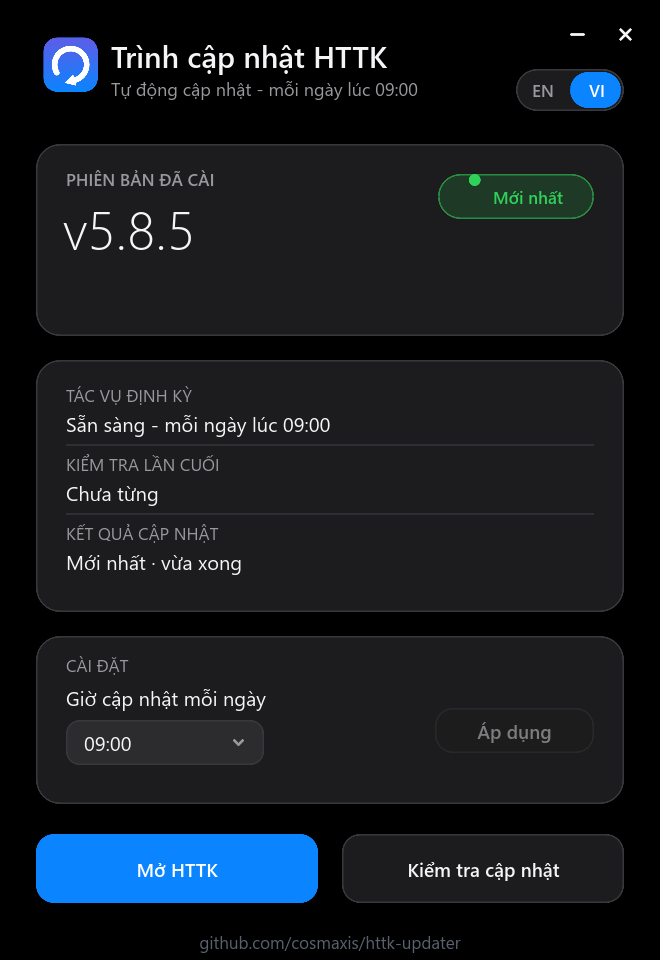 Trình cập nhật HTTK
Tự động cập nhật - mỗi ngày lúc 09:00
EN VI
PHIÊN BẢN ĐÃ CÀI
Mới nhất
v5.8.5
TÁC VỤ ĐỊNH KỲ
Sẵn sàng - mỗi ngày lúc 09:00
KIỂM TRA LẦN CUỐI
Chưa từng
KẾT QUẢ CẬP NHẬT
Mới nhất · vừa xong
CÀI ĐẶT
Giờ cập nhật mỗi ngày
09:00
Áp dụng
Mở HTTK
Kiểm tra cập nhật
github.com/cosmaxis/httk-updater